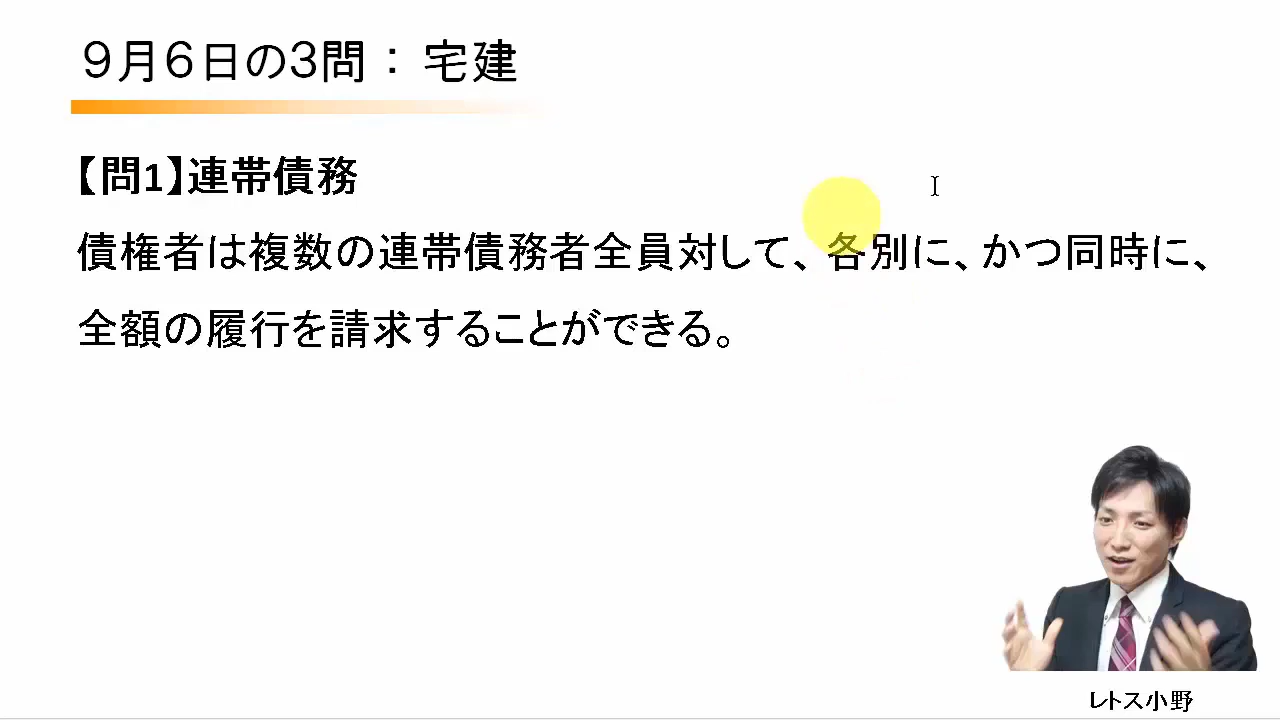 ９月６日の３問：宅建
【問1】連帯債務
債権者は複数の連帯債務者全員対して、各別に、かつ同時に、
全額の履行を請求することができる。
レトス小野